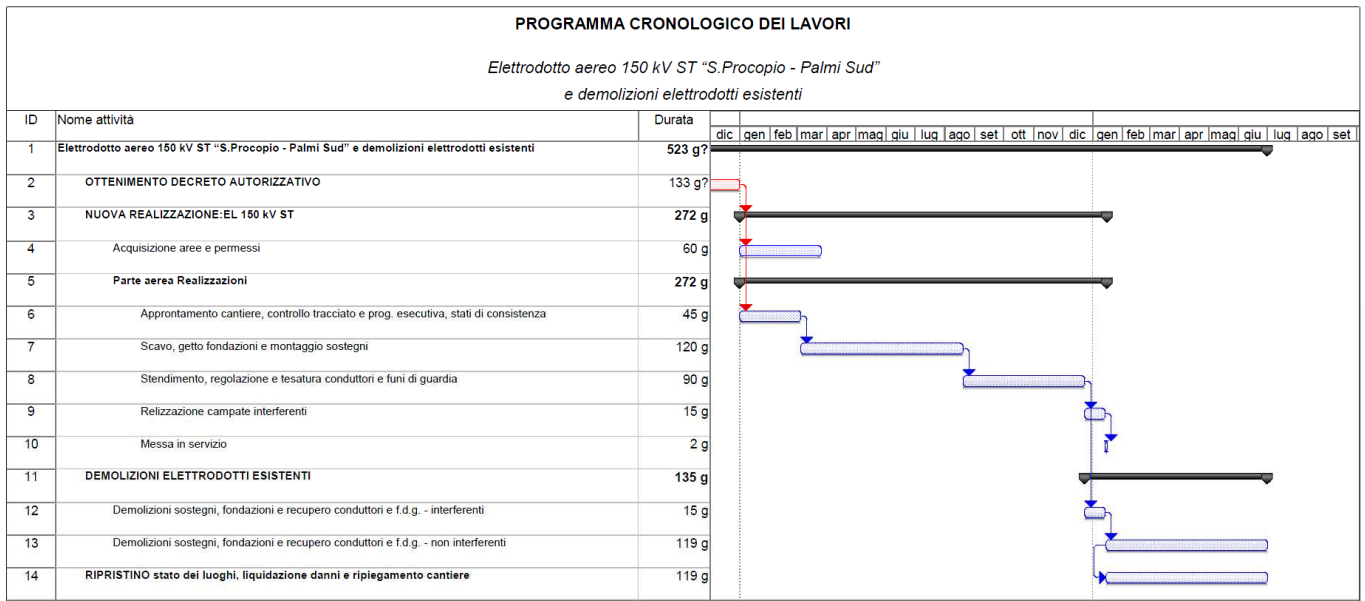 PROGRAMMA CRONOLOGICO DEI LAVORI
Elettrodotto aereo 150 kV ST “S.Procopio - Palmi Sud”
e demolizioni elettrodotti esistenti
ID Nome attività Durata
dic gen feb mar apr mag giu lug ago set ott nov dic gen feb mar apr mag giu lug ago set
1 Elettrodotto aereo 150 kV ST “S.Procopio - Palmi Sud” e demolizioni elettrodotti esistenti 523 g?
2 OTTENIMENTO DECRETO AUTORIZZATIVO 133 g?
3 NUOVA REALIZZAZIONE:EL 150 kV ST 272 g
4 Acquisizione aree e permessi 60 g
5 Parte aerea Realizzazioni 272 g
6 Approntamento cantiere, controllo tracciato e prog. esecutiva, stati di consistenza 45 g
7 Scavo, getto fondazioni e montaggio sostegni 120 g
8 Stendimento, regolazione e tesatura conduttori e funi di guardia 90 g
9 Relizzazione campate interferenti 15 g
10 Messa in servizio 2 g
11 DEMOLIZIONI ELETTRODOTTI ESISTENTI 135 g
12 Demolizioni sostegni, fondazioni e recupero conduttori e f.d.g. - interferenti 15 g
13 Demolizioni sostegni, fondazioni e recupero conduttori e f.d.g. - non interferenti 119 g
14 RIPRISTINO stato dei luoghi, liquidazione danni e ripiegamento cantiere 119 g